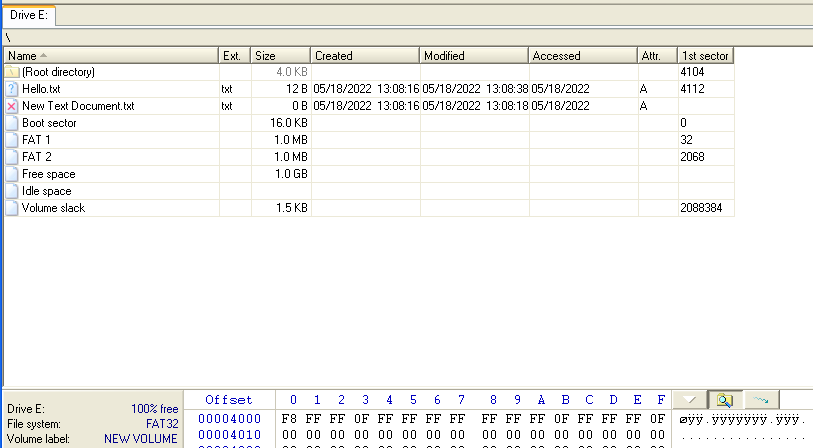 Drive E:
\
Name Ext. Size Created Modified Accessed Attr. 1st sector
(Root directory) 4.0 KB 4104
Hello.txt txt 12 B 05/18/2022 13:08:16 05/18/2022 13:08:38 05/18/2022 A 4112
New Text Document.txt txt 0 B 05/18/2022 13:08:16 05/18/2022 13:08:18 05/18/2022 A
Boot sector 16.0 KB 0
FAT 1 1.0 MB 32
FAT 2 1.0 MB 2068
Free space 1.0 GB
Idle space
Volume slack 1.5 KB 2088384
Offset 0 1 2 3 4 5 6 7 8 9 A B C D E F
Drive E: 100% free
00004000 F8 FF FF 0F FF FF FF FF FF FF FF 0F FF FF FF 0F øÿÿ.ÿÿÿÿÿÿÿ.ÿÿÿ.
File system: FAT32
00004010 00 00 00 00 00 00 00 00 00 00 00 00 00 00 00 00 ................
Volume label: NEW VOLUME